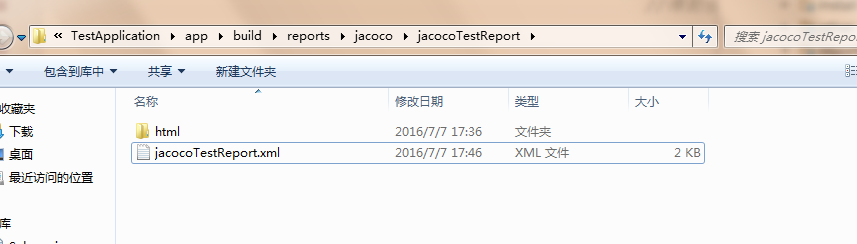 « TestApplication ▸ app ▸ build ▸ reports ▸ jacoco ▸ jacocoTestReport ▸
搜索 jacocoTestRepo
包含到库中 共享 新建文件夹
名称 修改日期 类型 大小
收藏夹
下载
桌面
最近访问的位置
库
html 2016/7/7 17:36 文件夹
jacocoTestReport.xml 2016/7/7 17:46 XML 文件 2 KB